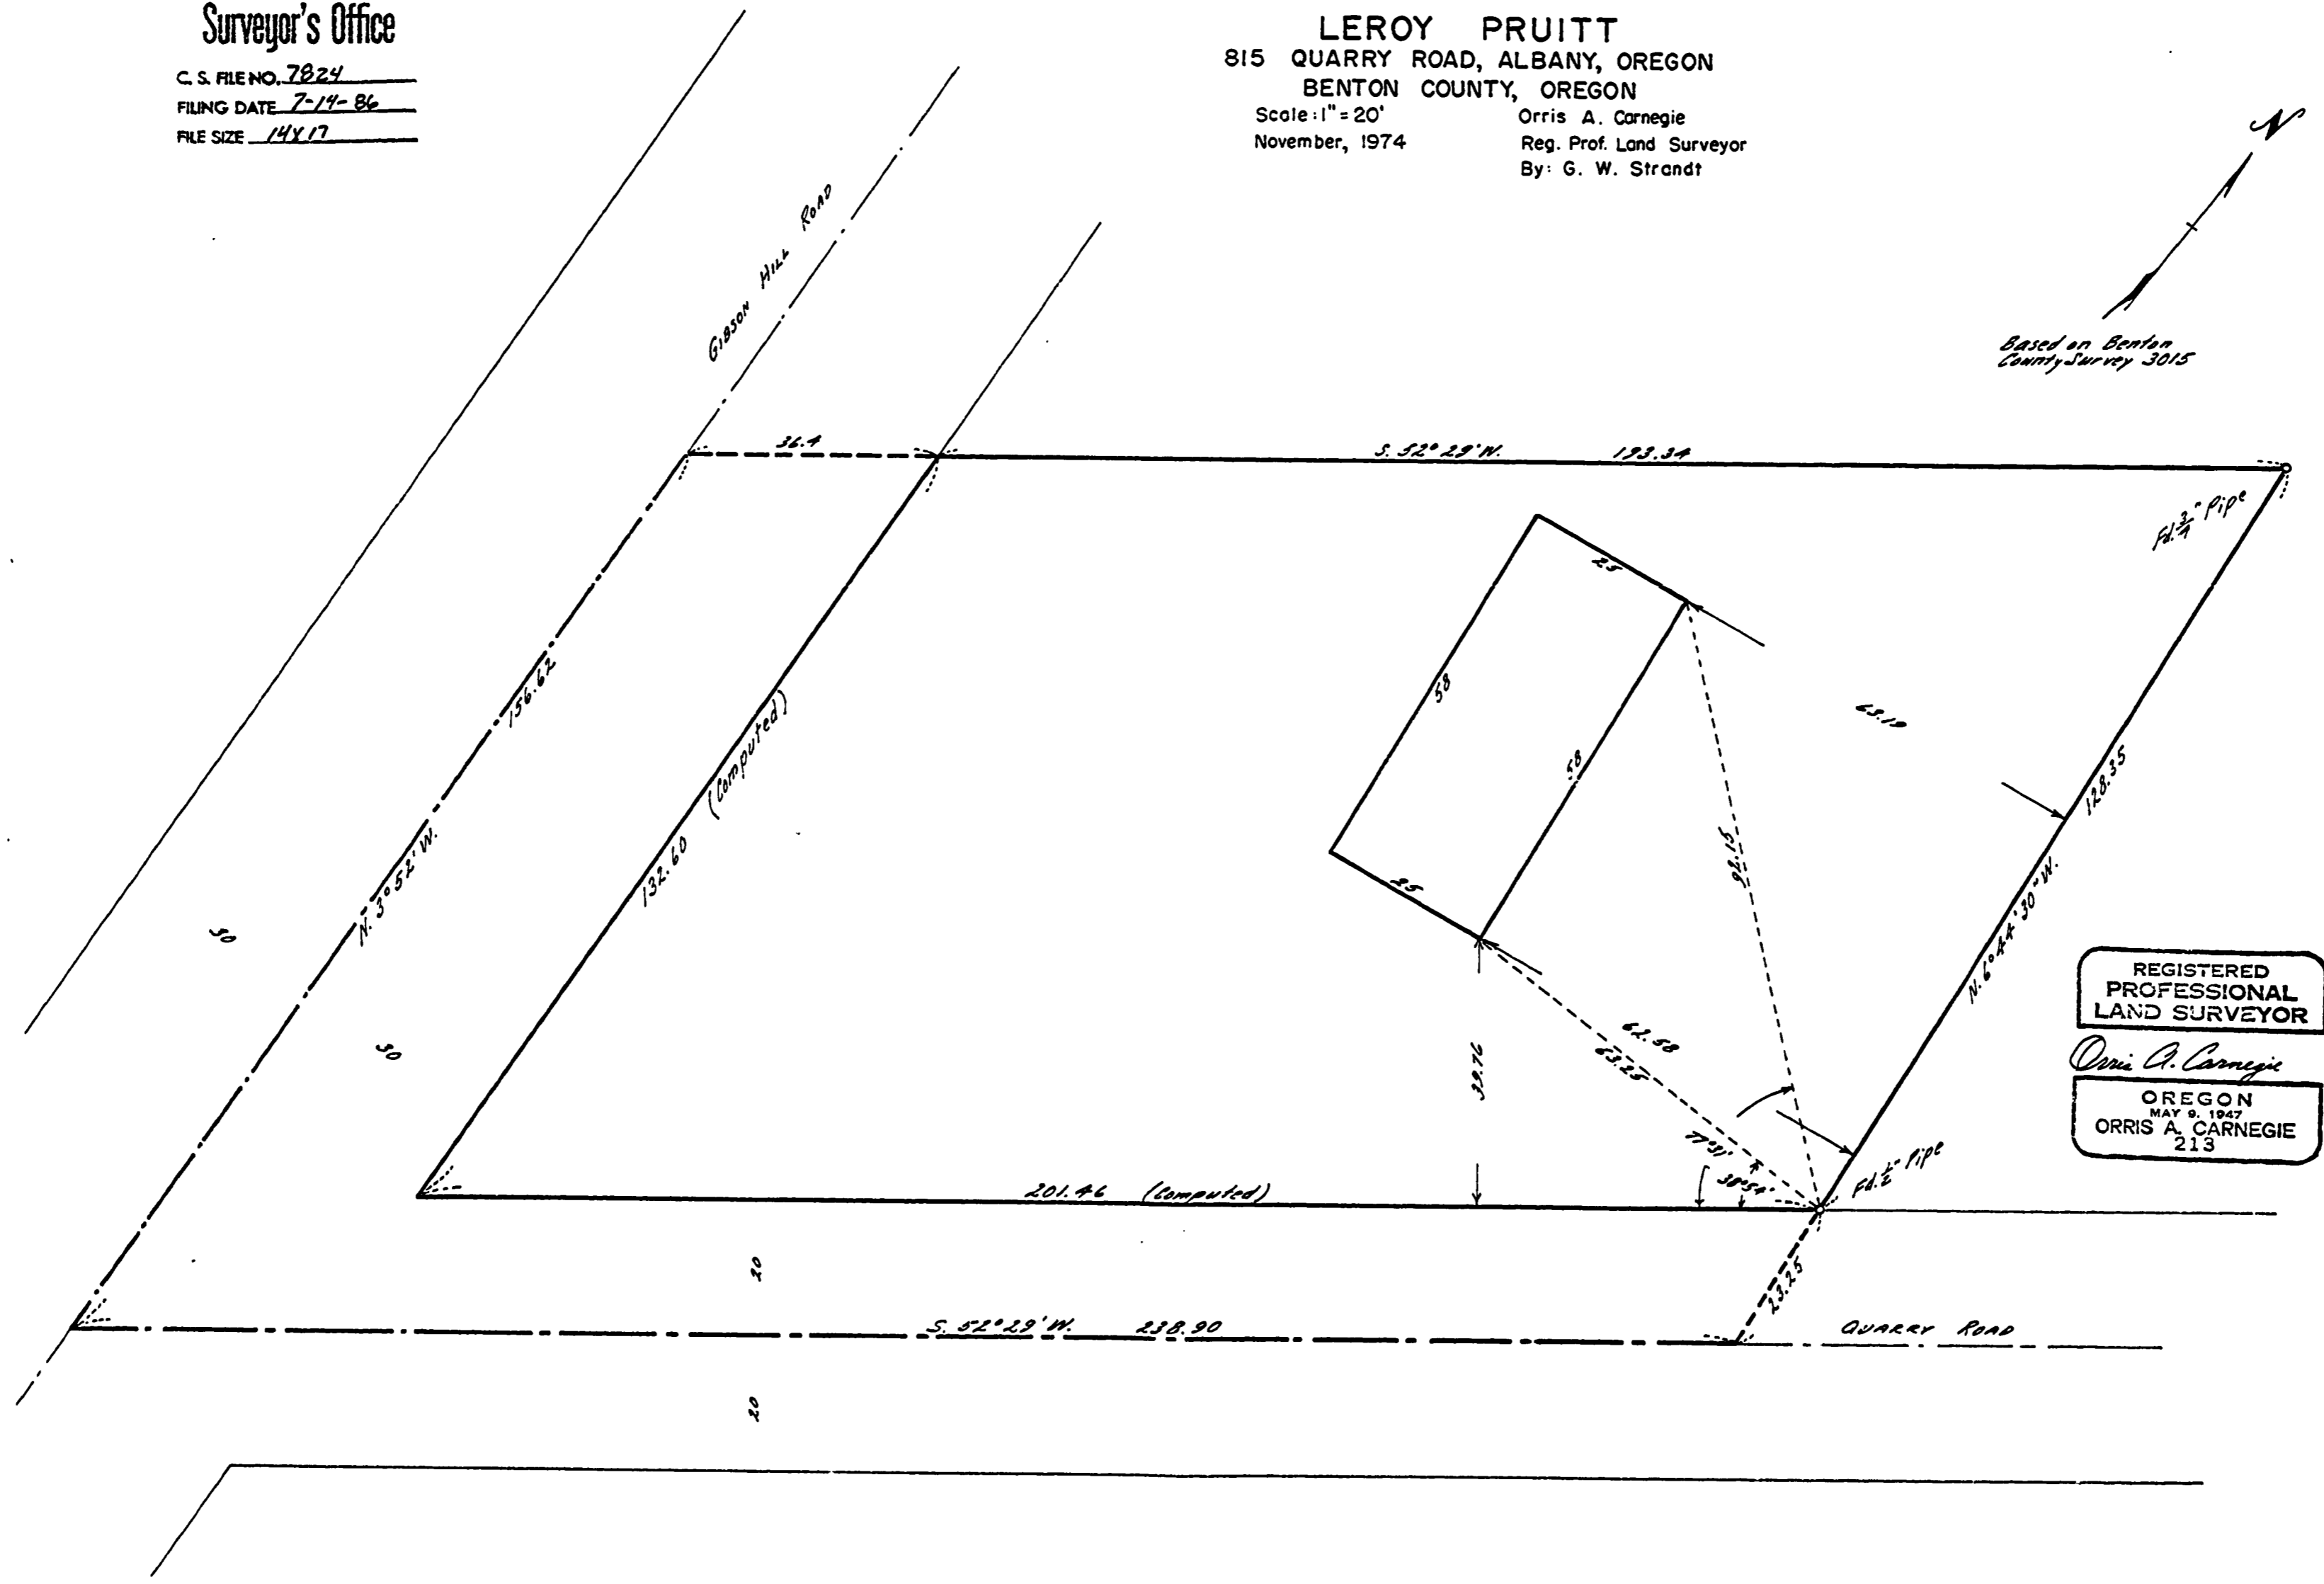 Surveyor's Office
C. S. FILE NO. 7824
FILING DATE 7-14-86
FILE SIZE 14X17
LEROY PRUITT
815 QUARRY ROAD, ALBANY, OREGON
BENTON COUNTY, OREGON
Scale: 1" = 20'
Orris A. Carnegie
November, 1974
Reg. Prof. Land Surveyor
By: G. W. Strandt
N
Based on Benton
County Survey 3015
GIBSON HILL ROAD
36.4
S. 52° 29' W. 193.34
Fd. 3/4" Pipe
25
58
58
25
63.19
156.62
N. 3° 52' W.
132.60 (Computed)
92.15
128.35
N. 6° 44' 30" W.
30
30
62.58
63.25
39.76
77° 31'
38° 54'
Fd. 1/2" Pipe
201.46 (Computed)
23.25
20
S. 52° 29' W. 238.90
QUARRY ROAD
20
REGISTERED
PROFESSIONAL
LAND SURVEYOR
Orris A. Carnegie
OREGON
MAY 9, 1947
ORRIS A. CARNEGIE
213